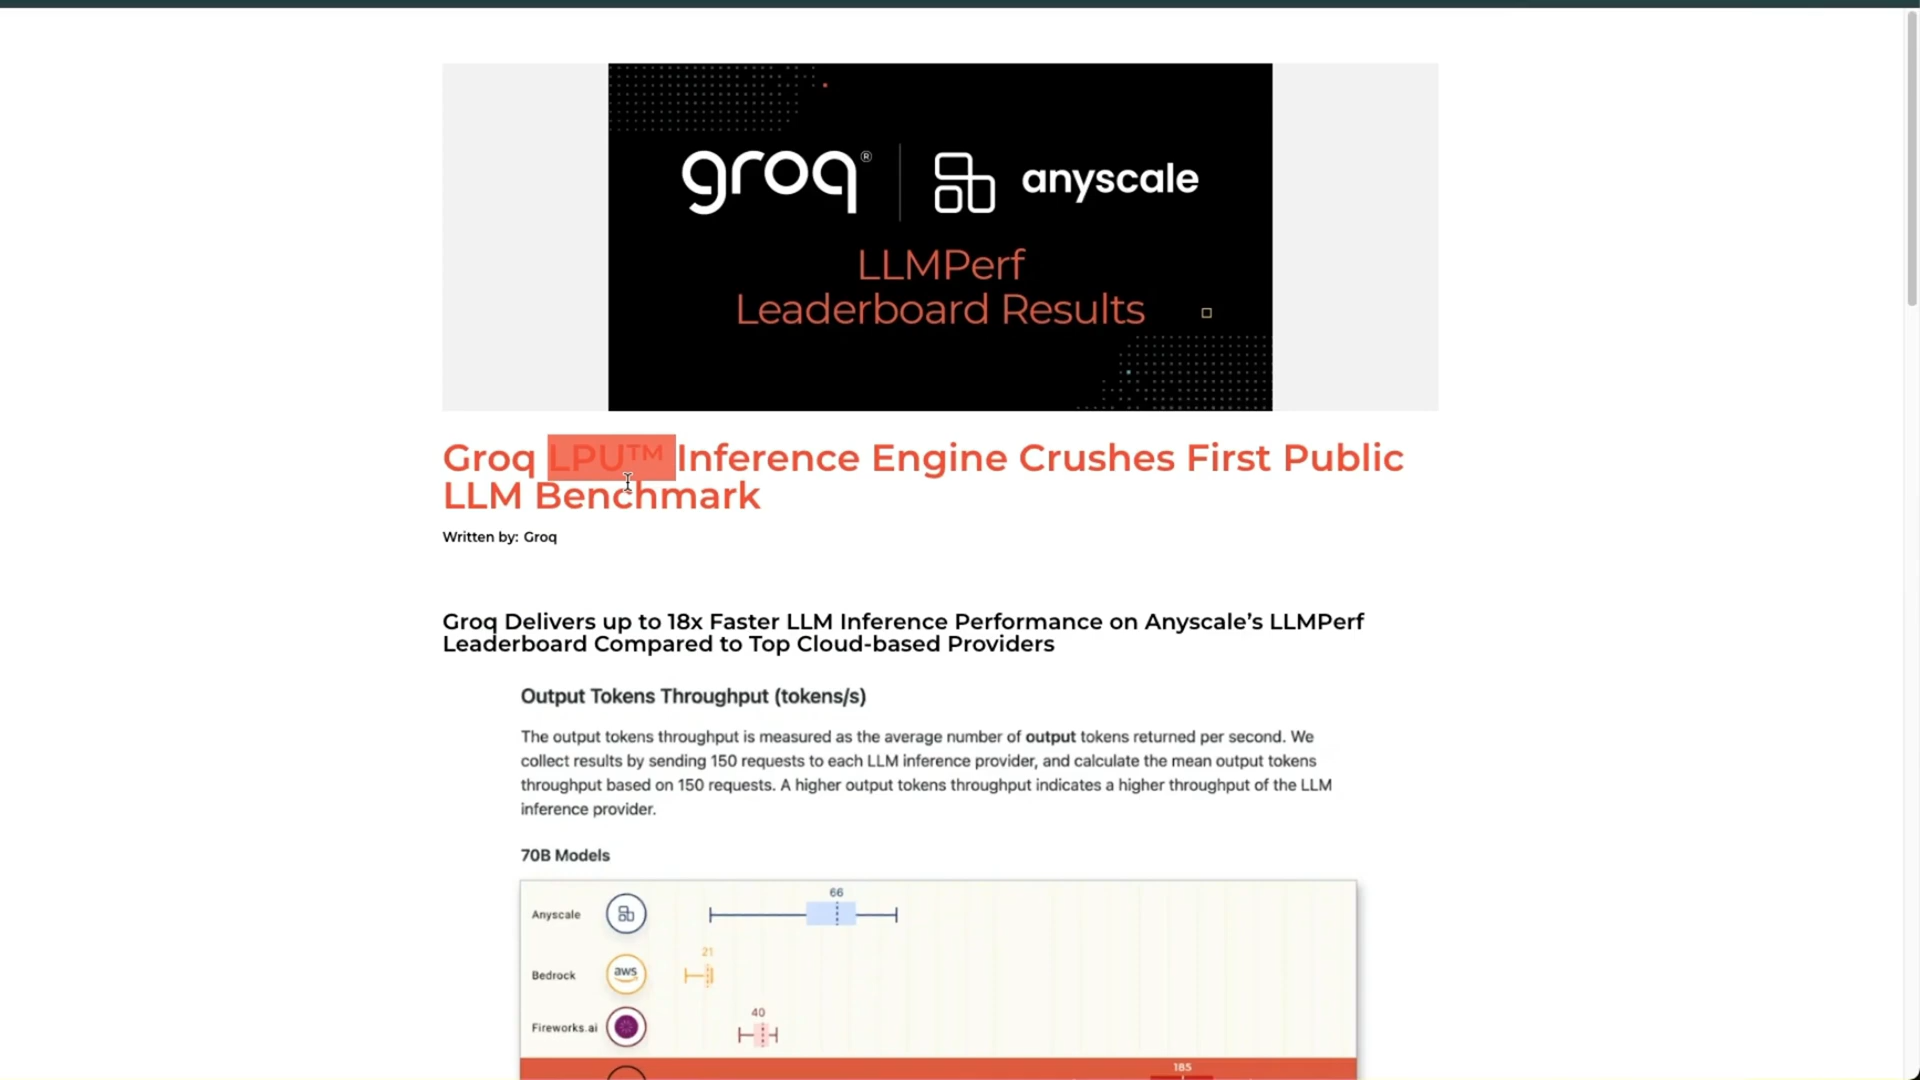 groq®
anyscale
LLMPerf
Leaderboard Results
Groq LPU™ Inference Engine Crushes First Public
LLM Benchmark
Written by: Groq
Groq Delivers up to 18x Faster LLM Inference Performance on Anyscale’s LLMPerf
Leaderboard Compared to Top Cloud-based Providers
Output Tokens Throughput (tokens/s)
The output tokens throughput is measured as the average number of output tokens returned per second. We
collect results by sending 150 requests to each LLM inference provider, and calculate the mean output tokens
throughput based on 150 requests. A higher output tokens throughput indicates a higher throughput of the LLM
inference provider.
70B Models
66
Anyscale
21
Bedrock
aws
40
Fireworks.ai
185